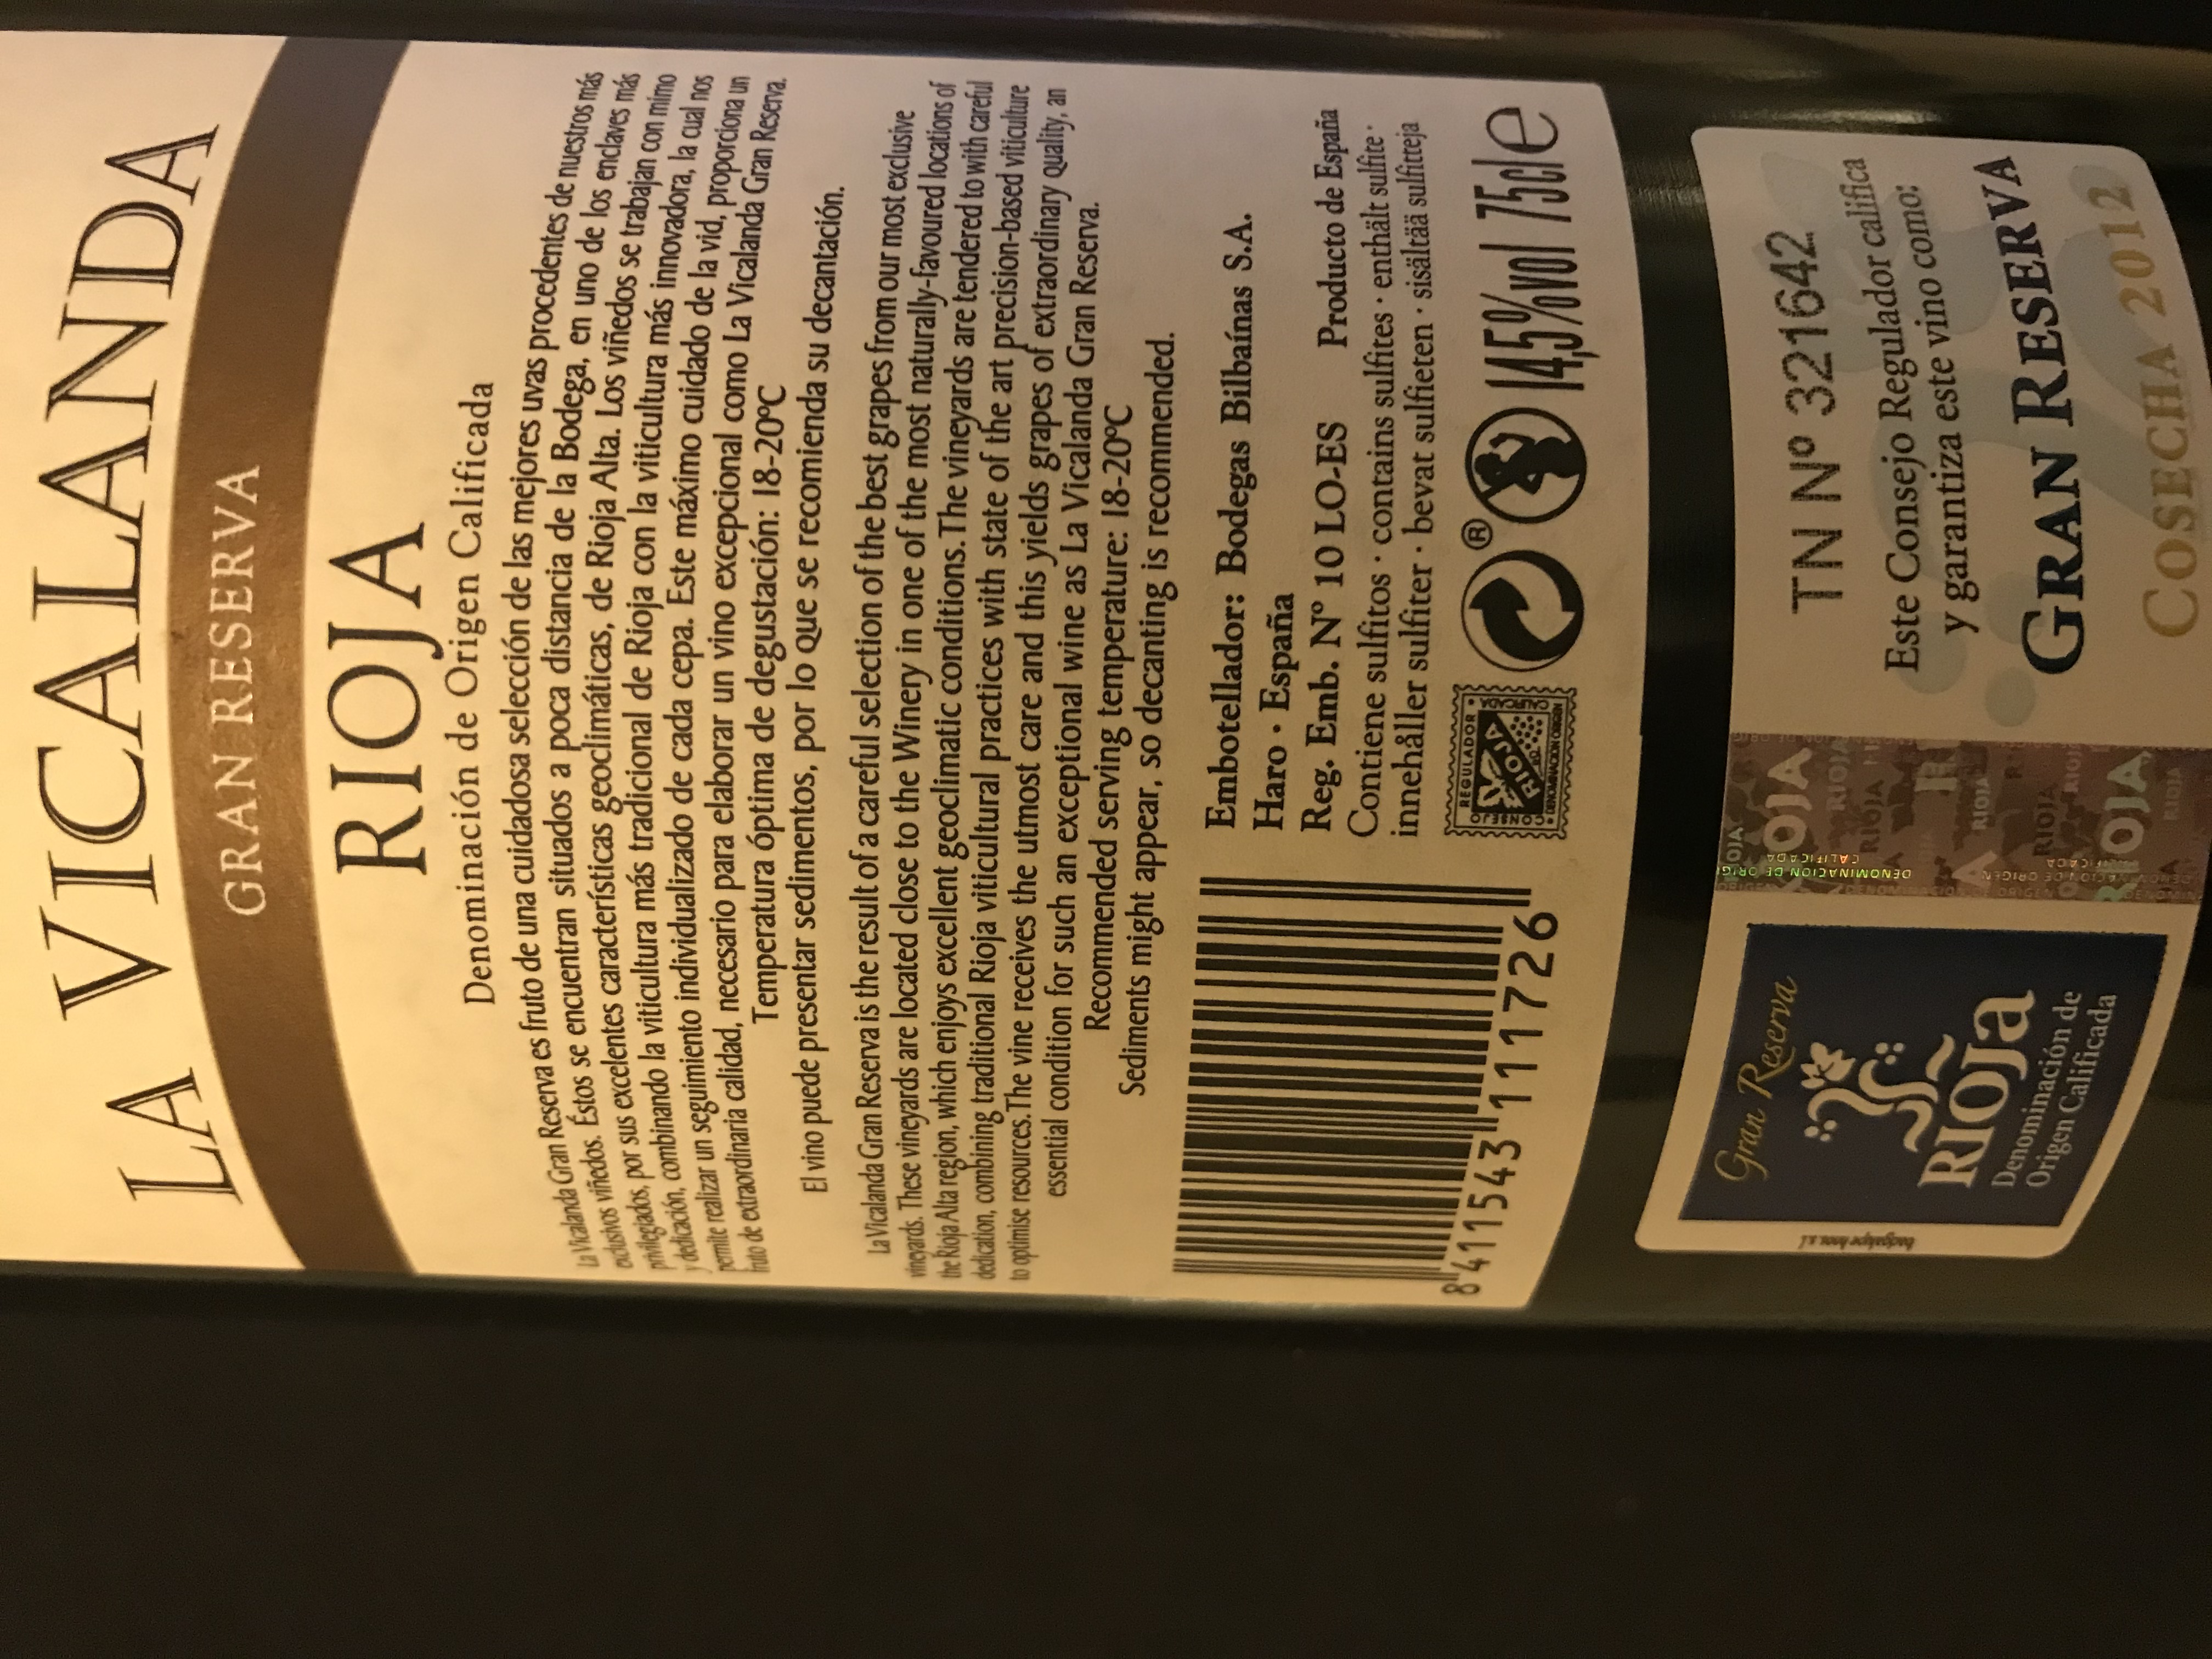 LA VICALANDA
GRAN RESERVA
RIOJA
Denominación de Origen Calificada
La Vicalanda Gran Reserva es fruto de una cuidadosa selección de las mejores uvas procedentes de nuestros más
exclusivos viñedos. Éstos se encuentran situados a poca distancia de la Bodega, en uno de los enclaves más
privilegiados, por sus excelentes características geoclimáticas, de Rioja Alta. Los viñedos se trabajan con mimo
y dedicación, combinando la viticultura más tradicional de Rioja con la viticultura más innovadora, la cual nos
permite realizar un seguimiento individualizado de cada cepa. Este máximo cuidado de la vid, proporciona un
fruto de extraordinaria calidad, necesario para elaborar un vino excepcional como La Vicalanda Gran Reserva.
Temperatura óptima de degustación: 18-20ºC
El vino puede presentar sedimentos, por lo que se recomienda su decantación.
La Vicalanda Gran Reserva is the result of a careful selection of the best grapes from our most exclusive
vineyards. These vineyards are located close to the Winery in one of the most naturally-favoured locations of
the Rioja Alta region, which enjoys excellent geoclimatic conditions. The vineyards are tendered to with careful
dedication, combining traditional Rioja viticultural practices with state of the art precision-based viticulture
to optimise resources. The vine receives the utmost care and this yields grapes of extraordinary quality, an
essential condition for such an exceptional wine as La Vicalanda Gran Reserva.
Recommended serving temperature: 18-20ºC
Sediments might appear, so decanting is recommended.
Embotellador: Bodegas Bilbaínas S.A.
Haro · España
Reg. Emb. Nº 10 LO-ES Producto de España
Contiene sulfitos · contains sulfites · enthält sulfite ·
innehåller sulfiter · bevat sulfieten · sisältää sulfitteja
CONSEJO REGULADOR
RIOJA
DENOMINACION ORIGEN CALIFICADA
® 14,5%vol 75cl e
8 411543 111726
Gran Reserva
RIOJa
Denominación de
Origen Calificada
RIOJA
DENOMINACION DE ORIGEN
CALIFICADA
TN Nº 321642
Este Consejo Regulador califica
y garantiza este vino como:
GRAN RESERVA
COSECHA 2012